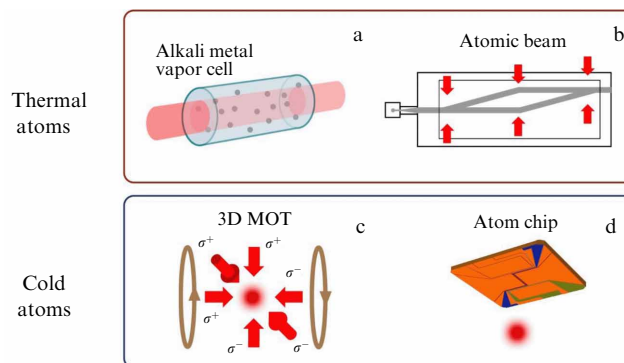 a
Alkali metal
vapor cell
b
Atomic beam
Thermal
atoms
3D MOT
c
σ⁺
σ⁺
σ⁺
σ⁻
σ⁻
σ⁻
Atom chip
d
Cold
atoms